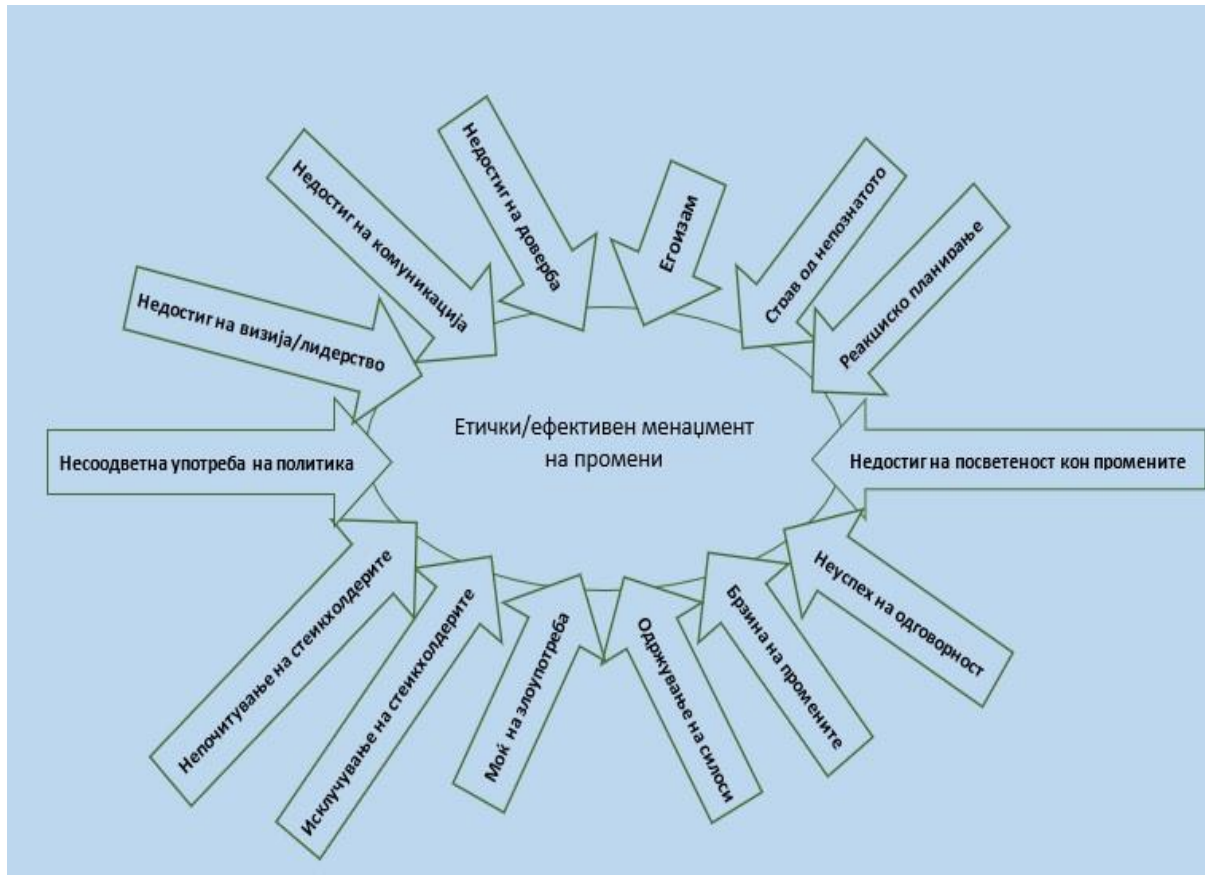 Недостиг на доверба
Егоизам
Недостиг на комуникација
Страв од непознатото
Реакциско планирање
Недостиг на визија/лидерство
Етички/ефективен менаџмент
на промени
Несоодветна употреба на политика
Недостиг на посветеност кон промените
Непочитување на стеикхолдерите
Исклучување на стеикхолдерите
Моќ на злоупотреба
Одржување на силоси
Брзина на промените
Неуспех на одговорност